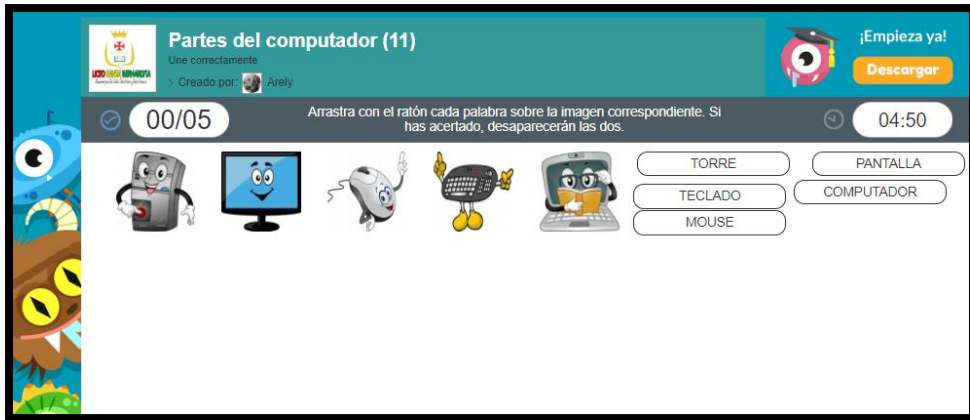 Partes del computador (11)
Une correctamente
> Creado por: Arely
¡Empieza ya!
Descargar
00/05
Arrastra con el ratón cada palabra sobre la imagen correspondiente. Si
has acertado, desaparecerán las dos.
04:50
TORRE
PANTALLA
TECLADO
COMPUTADOR
MOUSE